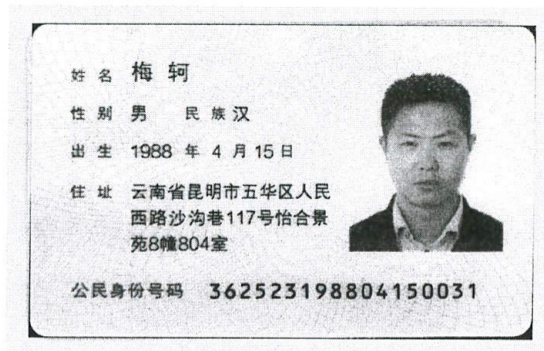 姓名 梅轲
性别 男 民族 汉
出生 1988 年 4 月 15 日
住址 云南省昆明市五华区人民
西路沙沟巷117号怡合景
苑8幢804室
公民身份号码 362523198804150031